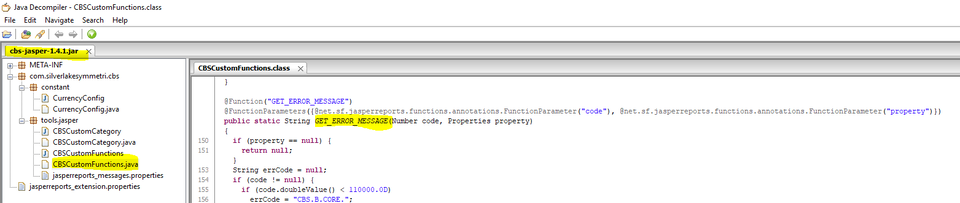 Java Decompiler - CBSCustomFunctions.class
File Edit Navigate Search Help
cbs-jasper-1.4.1.jar
META-INF
com.silverlakesymmetri.cbs
constant
CurrencyConfig
CurrencyConfig.java
tools.jasper
CBSCustomCategory
CBSCustomCategory.java
CBSCustomFunctions
CBSCustomFunctions.java
jasperreports_messages.properties
jasperreports_extension.properties
CBSCustomFunctions.class
}
@Function("GET_ERROR_MESSAGE")
@FunctionParameters({@net.sf.jasperreports.functions.annotations.FunctionParameter("code"), @net.sf.jasperreports.functions.annotations.FunctionParameter("property")})
public static String GET_ERROR_MESSAGE(Number code, Properties property)
{
150 if (property == null) {
151 return null;
}
153 String errCode = null;
154 if (code != null) {
155 if (code.doubleValue() < 110000.0D)
156 errCode = "CBS.B.CORE.";